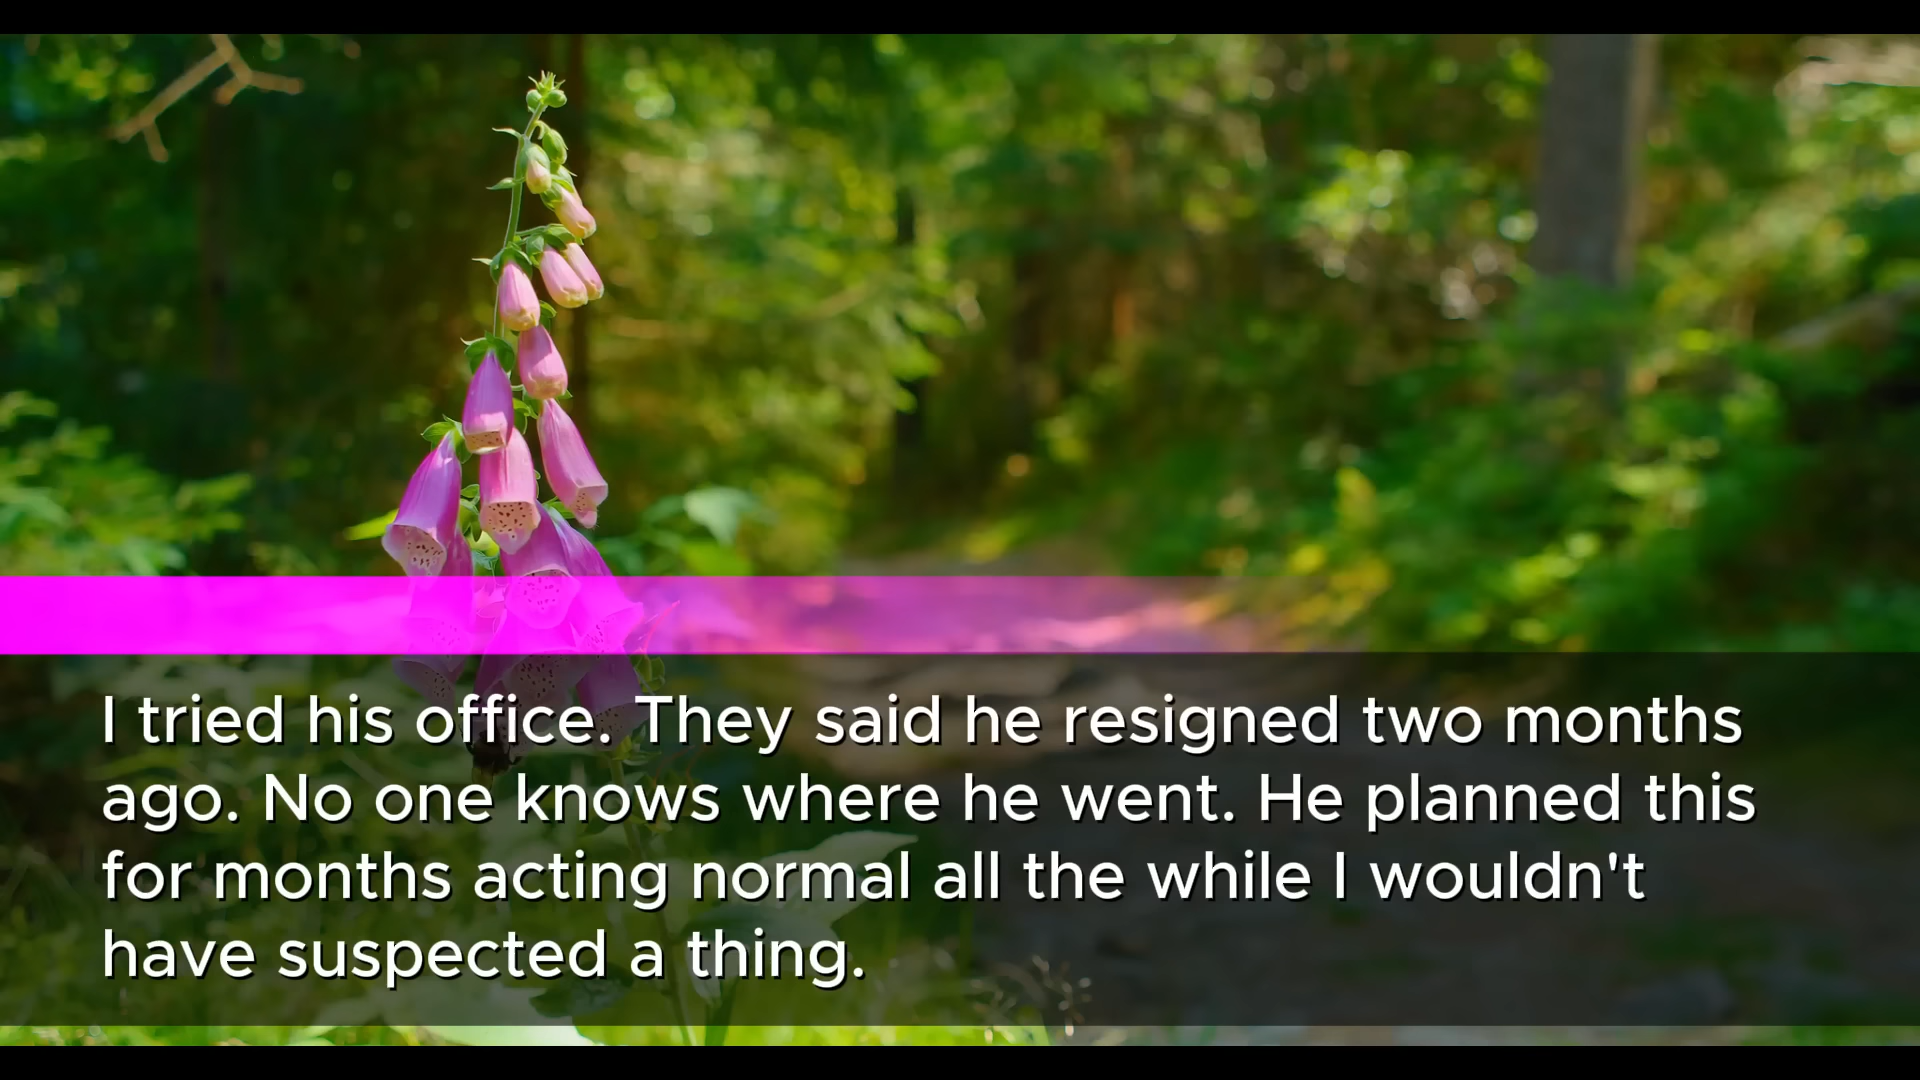 I tried his office. They said he resigned two months
ago. No one knows where he went. He planned this
for months acting normal all the while I wouldn't
have suspected a thing.